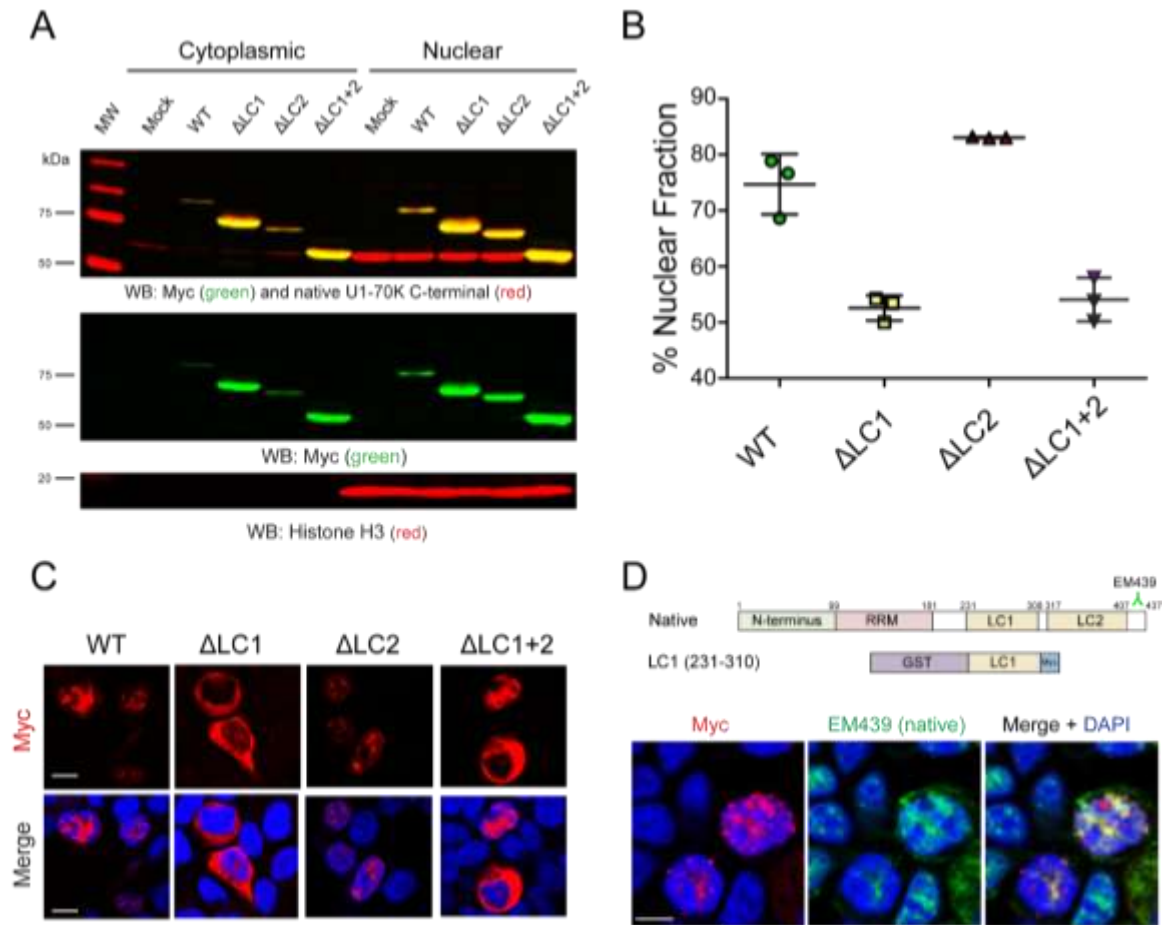 A
Cytoplasmic Nuclear
MW Mock WT ΔLC1 ΔLC2 ΔLC1+2 Mock WT ΔLC1 ΔLC2 ΔLC1+2
kDa
75
50
WB: Myc (green) and native U1-70K C-terminal (red)
75
50
WB: Myc (green)
20
WB: Histone H3 (red)
B
% Nuclear Fraction
90
80
70
60
50
40
WT ΔLC1 ΔLC2 ΔLC1+2
C
WT ΔLC1 ΔLC2 ΔLC1+2
Myc
Merge
D
EM439
1 99 181 231 308 317 407 437
Native N-terminus RRM LC1 LC2
LC1 (231-310) GST LC1
Myc EM439 (native) Merge + DAPI